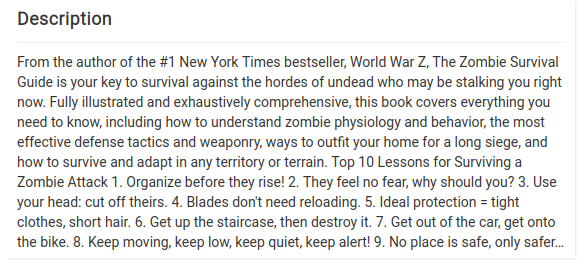 Description
From the author of the #1 New York Times bestseller, World War Z, The Zombie Survival
Guide is your key to survival against the hordes of undead who may be stalking you right
now. Fully illustrated and exhaustively comprehensive, this book covers everything you
need to know, including how to understand zombie physiology and behavior, the most
effective defense tactics and weaponry, ways to outfit your home for a long siege, and
how to survive and adapt in any territory or terrain. Top 10 Lessons for Surviving a
Zombie Attack 1. Organize before they rise! 2. They feel no fear, why should you? 3. Use
your head: cut off theirs. 4. Blades don't need reloading. 5. Ideal protection = tight
clothes, short hair. 6. Get up the staircase, then destroy it. 7. Get out of the car, get onto
the bike. 8. Keep moving, keep low, keep quiet, keep alert! 9. No place is safe, only safer...